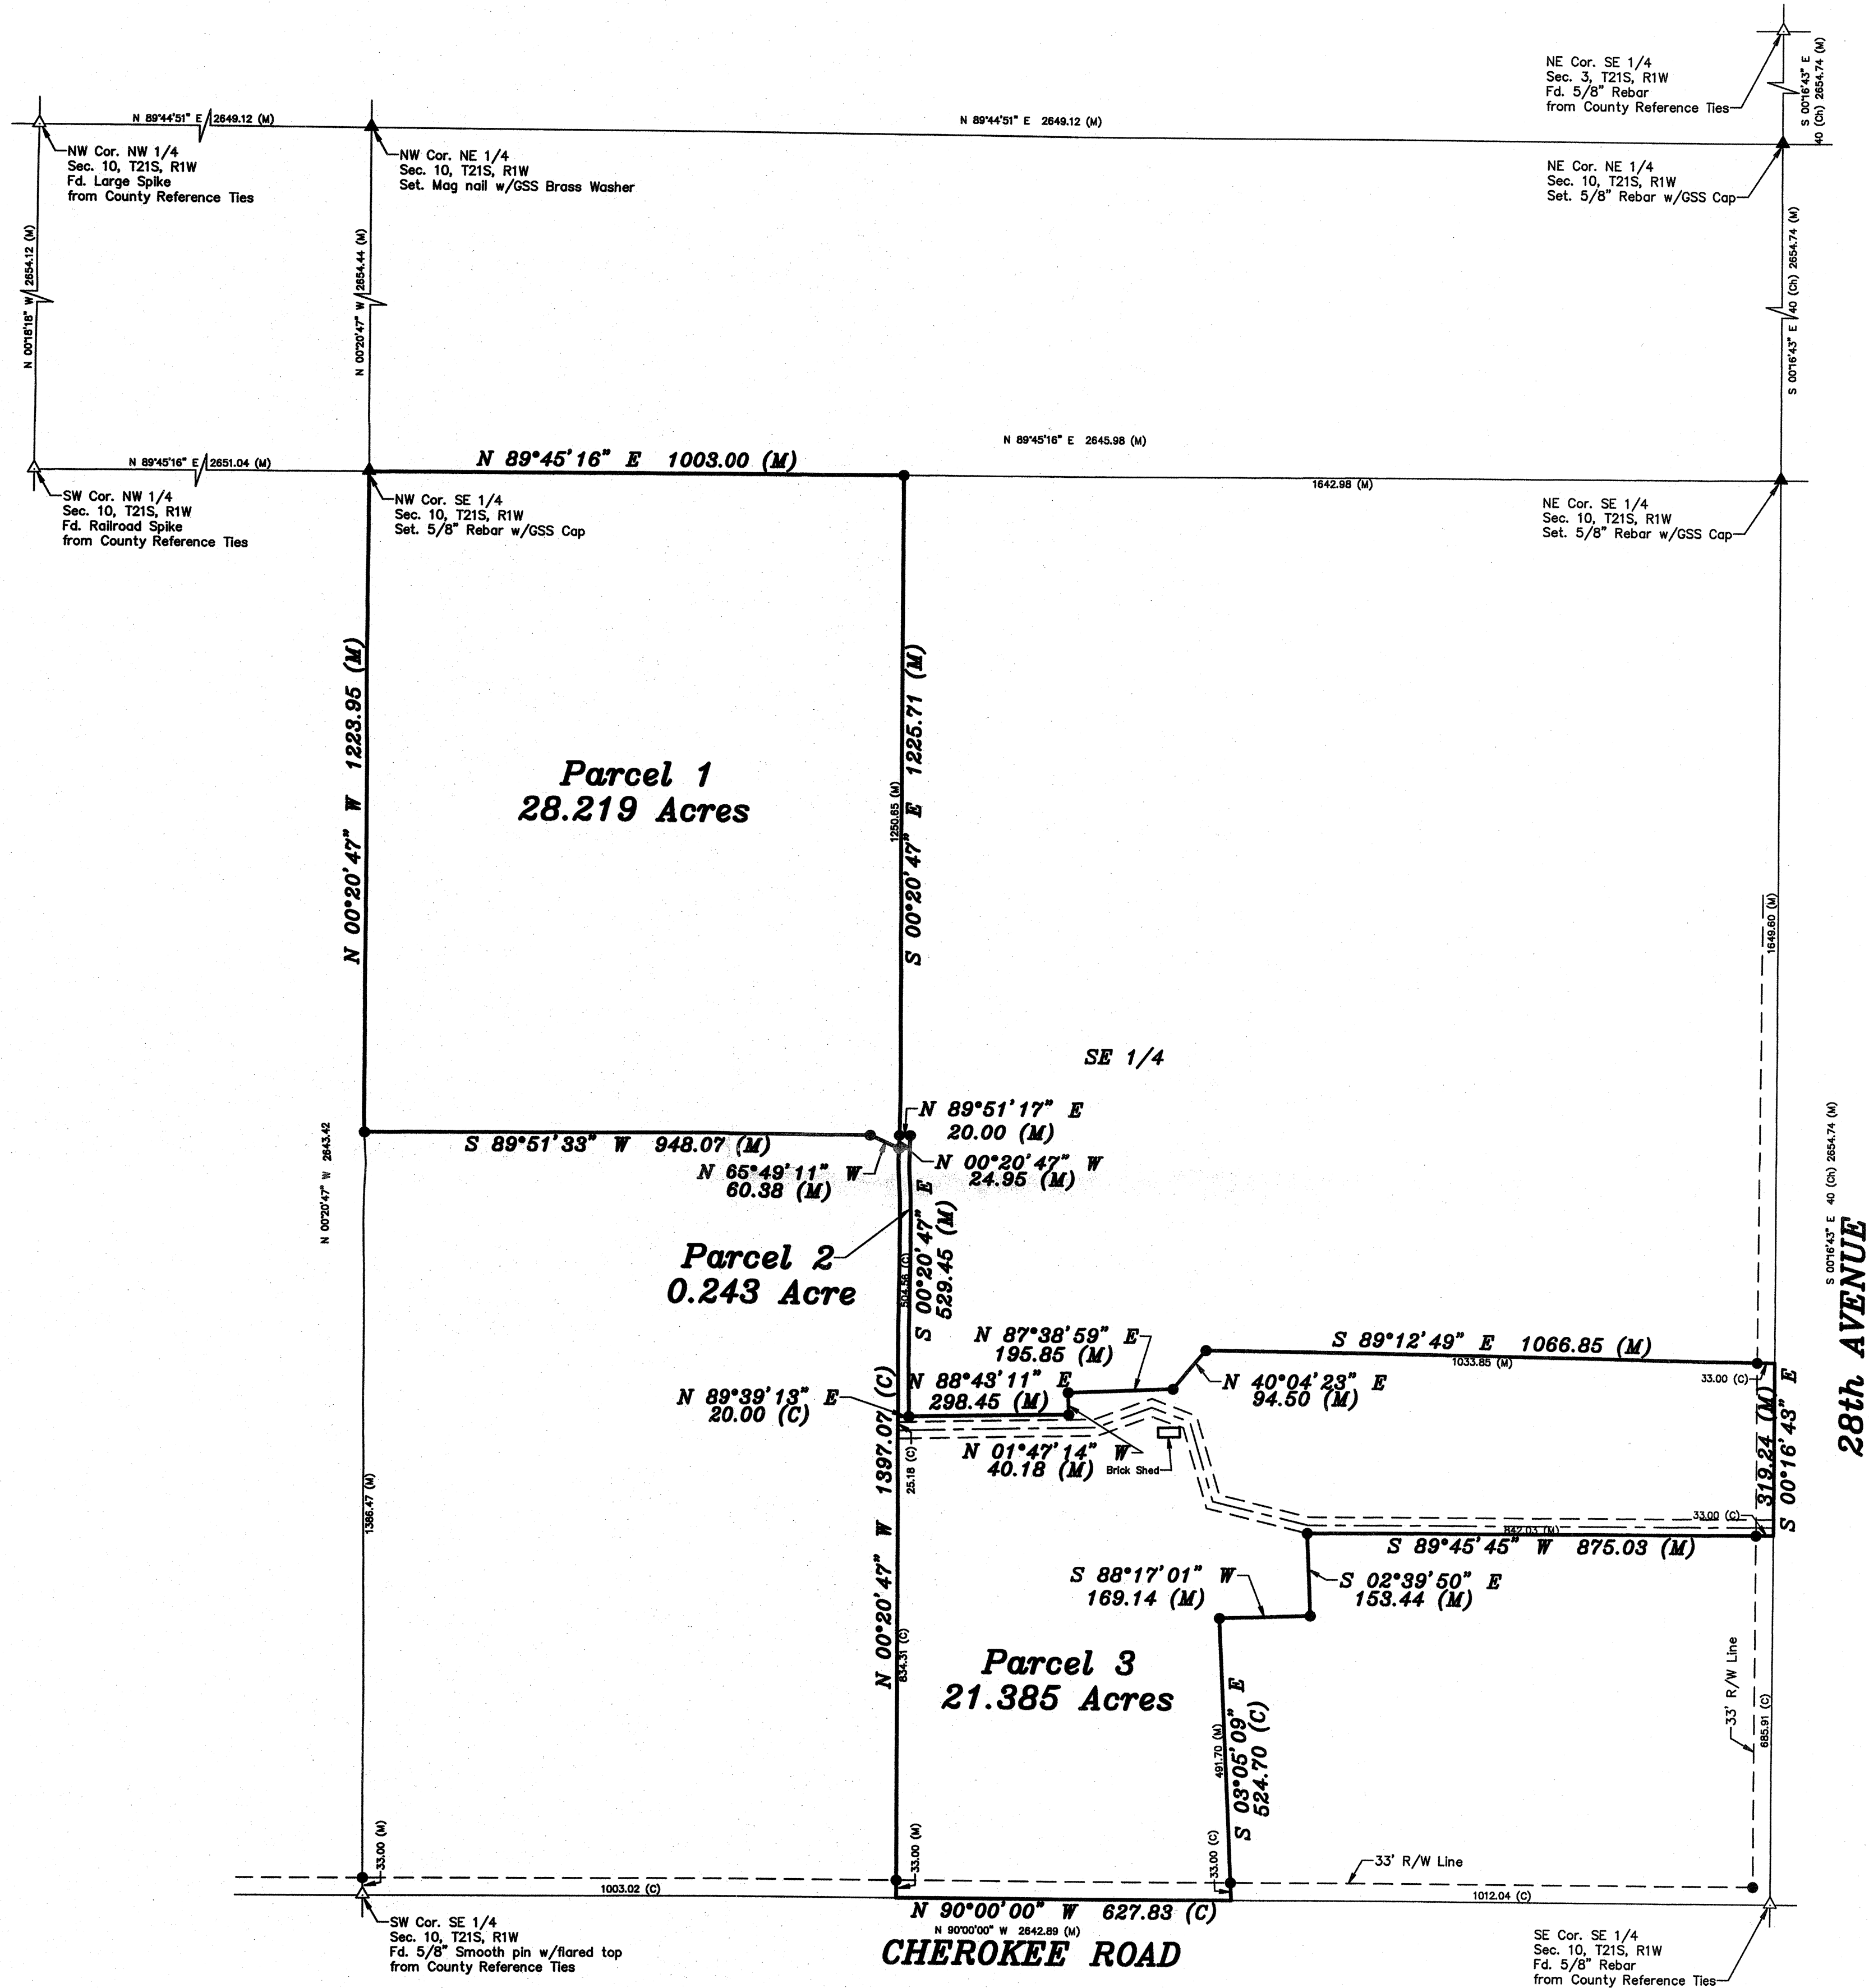 NE Cor. SE 1/4
Sec. 3, T21S, R1W
Fd. 5/8" Rebar
from County Reference Ties
S 00°16'43" E
40 (Ch) 2654.74 (M)
N 89°44'51" E 2649.12 (M)
N 89°44'51" E 2649.12 (M)
NW Cor. NW 1/4
Sec. 10, T21S, R1W
Fd. Large Spike
from County Reference Ties
NW Cor. NE 1/4
Sec. 10, T21S, R1W
Set. Mag nail w/GSS Brass Washer
NE Cor. NE 1/4
Sec. 10, T21S, R1W
Set. 5/8" Rebar w/GSS Cap
N 00°18'18" W 2654.12 (M)
N 00°20'47" W 2654.44 (M)
S 00°16'43" E 40 (Ch) 2654.74 (M)
N 89°45'16" E 2651.04 (M)
N 89°45'16" E 1003.00 (M)
N 89°45'16" E 2645.98 (M)
1642.98 (M)
SW Cor. NW 1/4
Sec. 10, T21S, R1W
Fd. Railroad Spike
from County Reference Ties
NW Cor. SE 1/4
Sec. 10, T21S, R1W
Set. 5/8" Rebar w/GSS Cap
NE Cor. SE 1/4
Sec. 10, T21S, R1W
Set. 5/8" Rebar w/GSS Cap
N 00°20'47" W 1223.95 (M)
Parcel 1
28.219 Acres
1250.65 (M)
S 00°20'47" E 1225.71 (M)
1649.60 (M)
SE 1/4
N 89°51'17" E
20.00 (M)
S 89°51'33" W 948.07 (M)
N 65°49'11" W
60.38 (M)
N 00°20'47" W
24.95 (M)
N 00°20'47" W 2643.42
S 00°16'43" E 40 (Ch) 2654.74 (M)
28th AVENUE
Parcel 2
0.243 Acre
504.56 (C)
S 00°20'47" E
529.45 (M)
N 87°38'59" E
195.85 (M)
S 89°12'49" E 1066.85 (M)
1033.85 (M)
33.00 (C)
N 88°43'11" E
298.45 (M)
N 40°04'23" E
94.50 (M)
N 89°39'13" E
20.00 (C)
N 01°47'14" W
40.18 (M)
Brick Shed
25.18 (C)
N 00°20'47" W 1397.07 (C)
319.24 (M)
S 00°16'43" E
1386.47 (M)
33.00 (C)
842.03 (M)
S 89°45'45" W 875.03 (M)
S 88°17'01" W
169.14 (M)
S 02°39'50" E
153.44 (M)
834.31 (C)
Parcel 3
21.385 Acres
491.70 (M)
S 03°05'09" E
524.70 (C)
33' R/W Line
685.91 (C)
33.00 (M)
33.00 (M)
33.00 (C)
33' R/W Line
1003.02 (C)
1012.04 (C)
N 90°00'00" W 627.83 (C)
N 90°00'00" W 2642.89 (M)
CHEROKEE ROAD
SW Cor. SE 1/4
Sec. 10, T21S, R1W
Fd. 5/8" Smooth pin w/flared top
from County Reference Ties
SE Cor. SE 1/4
Sec. 10, T21S, R1W
Fd. 5/8" Rebar
from County Reference Ties